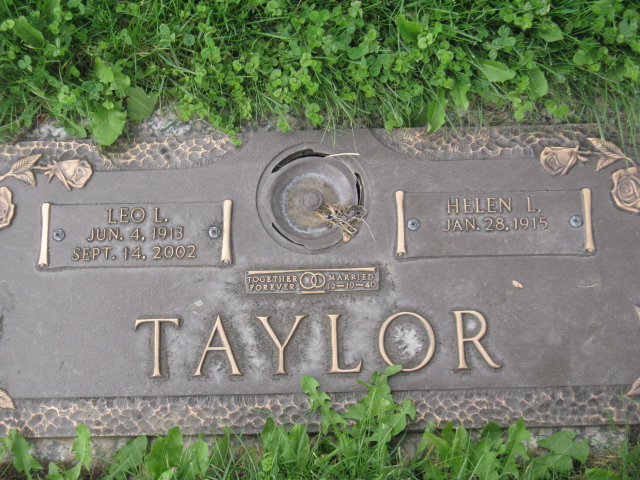 LEO L.
JUN. 4, 1913
SEPT. 14, 2002
HELEN L.
JAN. 28, 1915
TOGETHER FOREVER
MARRIED 12-19-40
TAYLOR